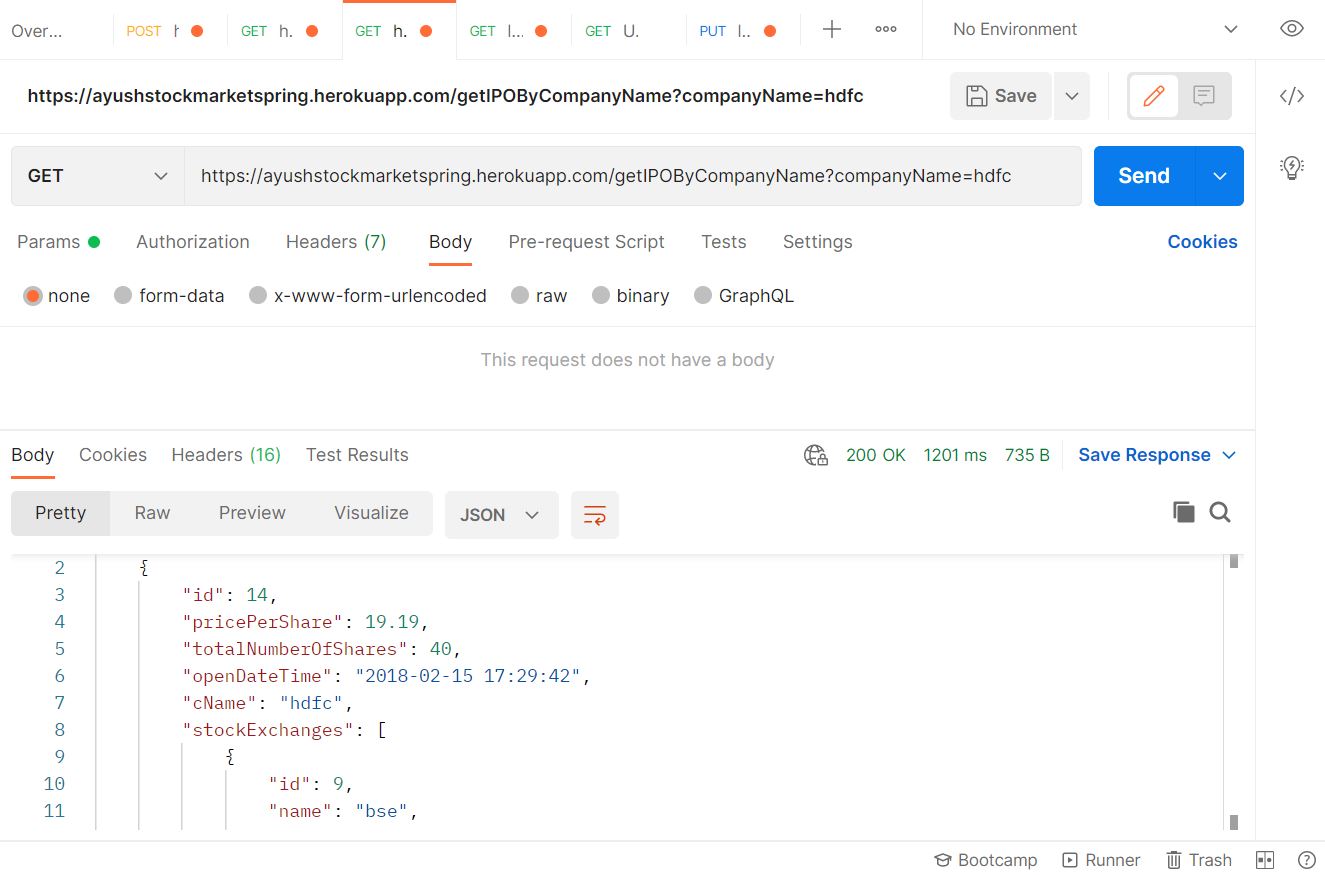 Over... POST h GET h. GET h. GET l... GET U. PUT l.. No Environment
https://ayushstockmarketspring.herokuapp.com/getIPOByCompanyName?companyName=hdfc Save
GET https://ayushstockmarketspring.herokuapp.com/getIPOByCompanyName?companyName=hdfc Send
Params Authorization Headers (7) Body Pre-request Script Tests Settings Cookies
none form-data x-www-form-urlencoded raw binary GraphQL
This request does not have a body
Body Cookies Headers (16) Test Results 200 OK 1201 ms 735 B Save Response
Pretty Raw Preview Visualize JSON
2 {
3 "id": 14,
4 "pricePerShare": 19.19,
5 "totalNumberOfShares": 40,
6 "openDateTime": "2018-02-15 17:29:42",
7 "cName": "hdfc",
8 "stockExchanges": [
9 {
10 "id": 9,
11 "name": "bse",
Bootcamp Runner Trash